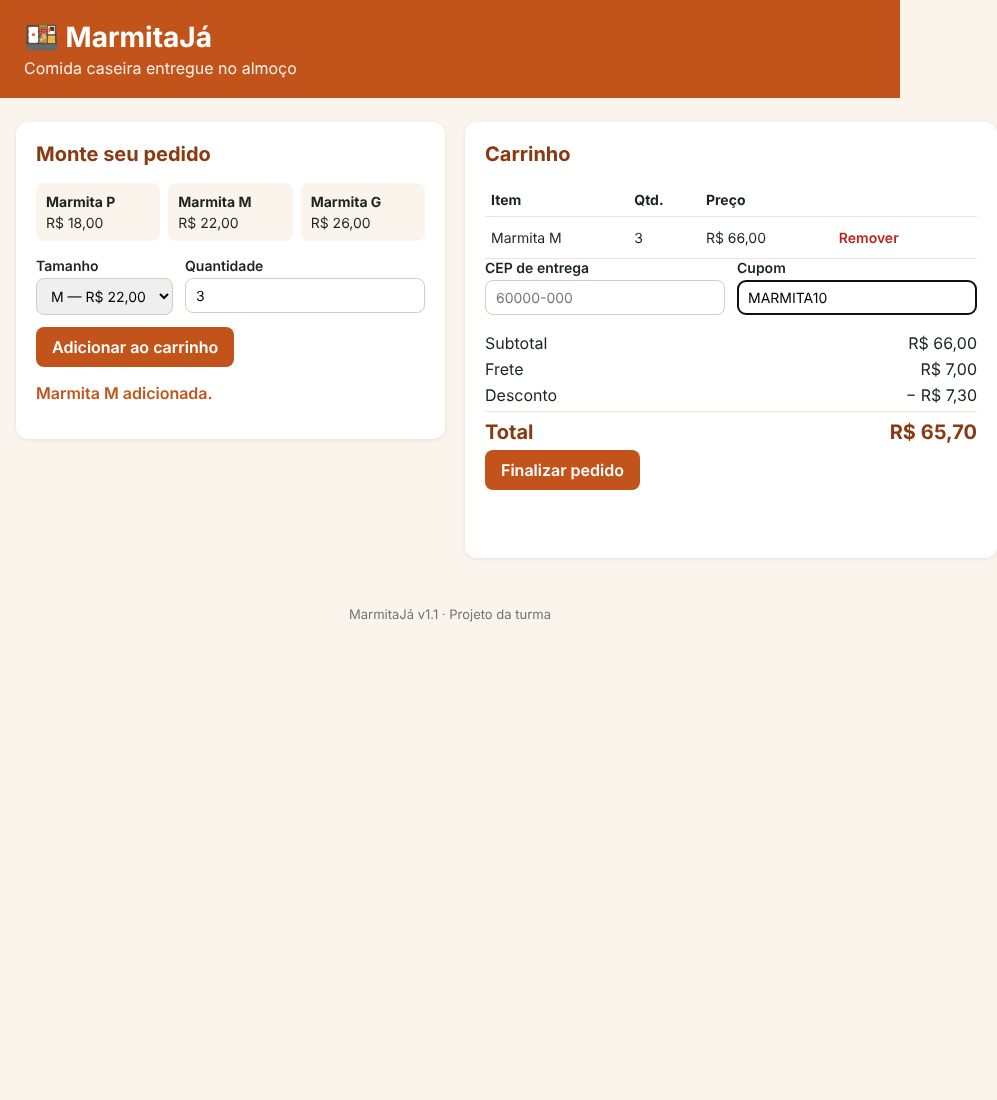 🍱 MarmitaJá
Comida caseira entregue no almoço
Monte seu pedido
Marmita P
R$ 18,00
Marmita M
R$ 22,00
Marmita G
R$ 26,00
Tamanho
M — R$ 22,00
Quantidade
3
Adicionar ao carrinho
Marmita M adicionada.
Carrinho
Item Qtd. Preço
Marmita M 3 R$ 66,00 Remover
CEP de entrega
60000-000
Cupom
MARMITA10
Subtotal R$ 66,00
Frete R$ 7,00
Desconto − R$ 7,30
Total R$ 65,70
Finalizar pedido
MarmitaJá v1.1 · Projeto da turma